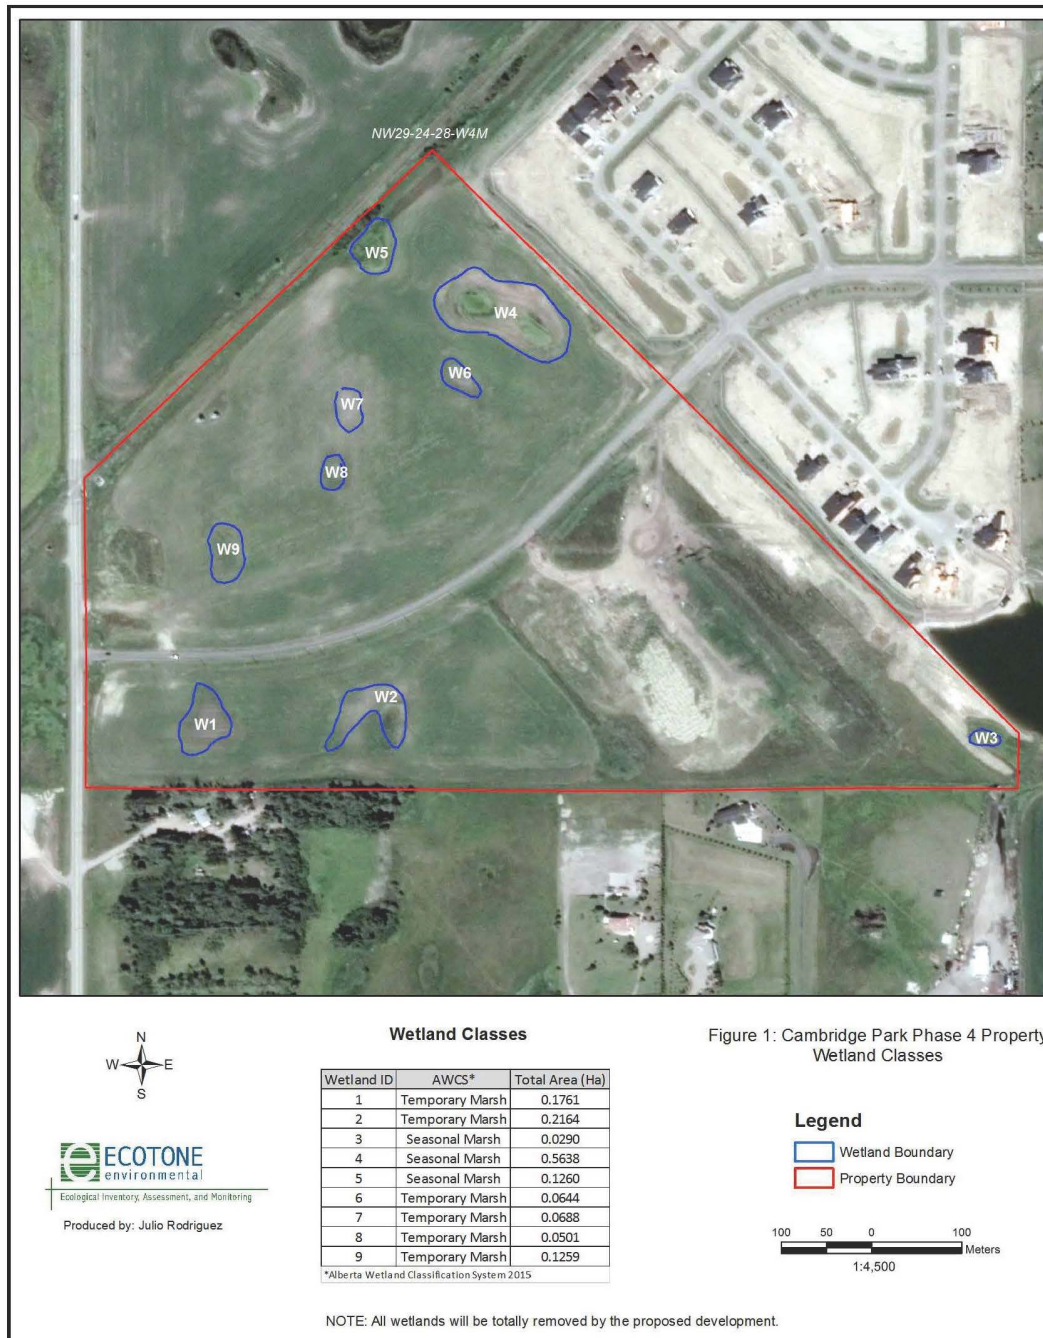 NW29-24-28-W4M
W5
W4
W6
W7
W8
W9
W2
W1
W3
Wetland Classes
Figure 1: Cambridge Park Phase 4 Property
Wetland Classes
N
W E
S
Wetland ID AWCS* Total Area (Ha)
1 Temporary Marsh 0.1761
2 Temporary Marsh 0.2164
3 Seasonal Marsh 0.0290
4 Seasonal Marsh 0.5638
5 Seasonal Marsh 0.1260
6 Temporary Marsh 0.0644
7 Temporary Marsh 0.0688
8 Temporary Marsh 0.0501
9 Temporary Marsh 0.1259
*Alberta Wetland Classification System 2015
Legend
Wetland Boundary
Property Boundary
e ECOTONE
environmental
Ecological Inventory, Assessment, and Monitoring
Produced by: Julio Rodriguez
100 50 0 100
Meters
1:4,500
NOTE: All wetlands will be totally removed by the proposed development.